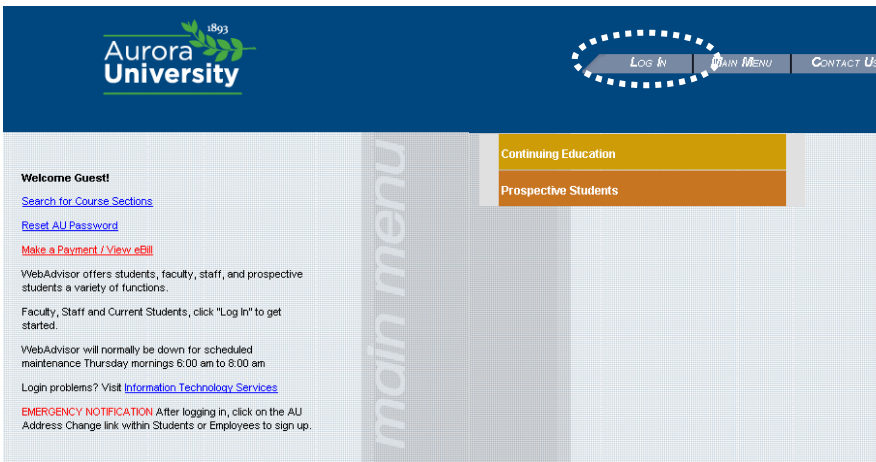 1893
Aurora
University
LOG IN
MAIN MENU
CONTACT US
Continuing Education
Prospective Students
main menu
Welcome Guest!
Search for Course Sections
Reset AU Password
Make a Payment / View eBill
WebAdvisor offers students, faculty, staff, and prospective
students a variety of functions.
Faculty, Staff and Current Students, click "Log In" to get
started.
WebAdvisor will normally be down for scheduled
maintenance Thursday mornings 6:00 am to 8:00 am
Login problems? Visit Information Technology Services
EMERGENCY NOTIFICATION After logging in, click on the AU
Address Change link within Students or Employees to sign up.